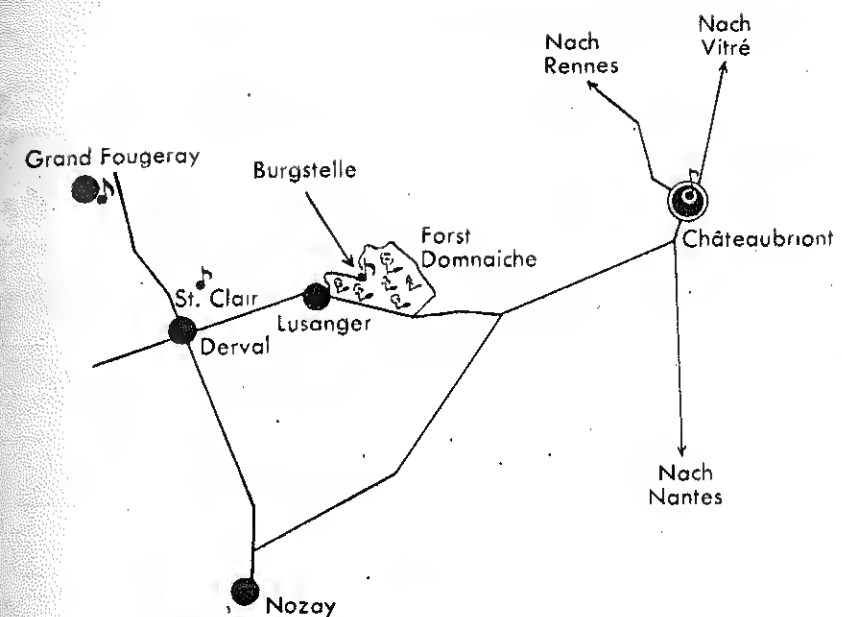 Nach
Vitré
Nach
Rennes
Grand Fougeray
Burgstelle
Forst
Domnaiche
Châteaubriont
St. Clair
Lusanger
Derval
Nach
Nantes
Nozay